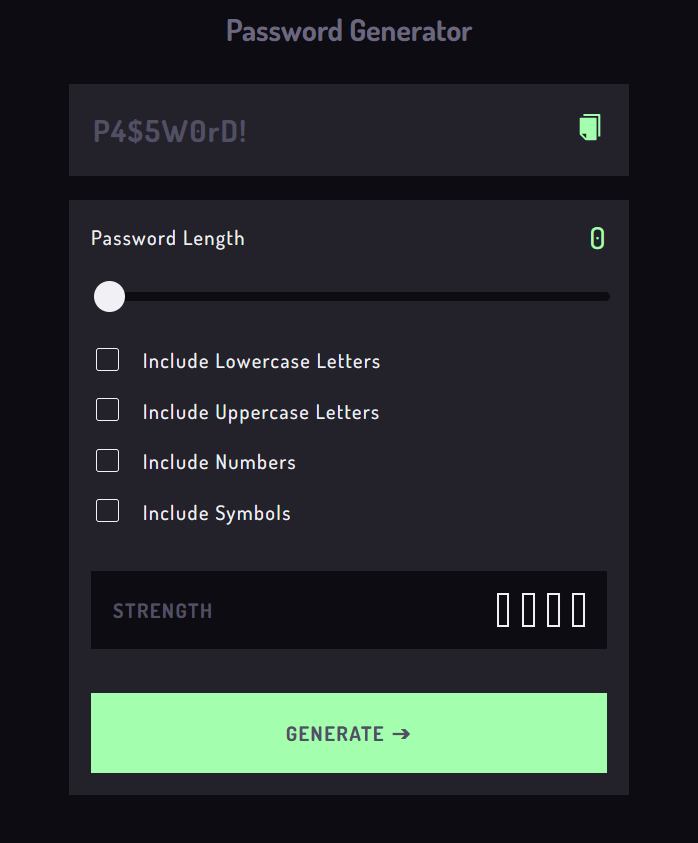 Password Generator
P4$5W0rD!
Password Length
0
Include Lowercase Letters
Include Uppercase Letters
Include Numbers
Include Symbols
STRENGTH
GENERATE ➔